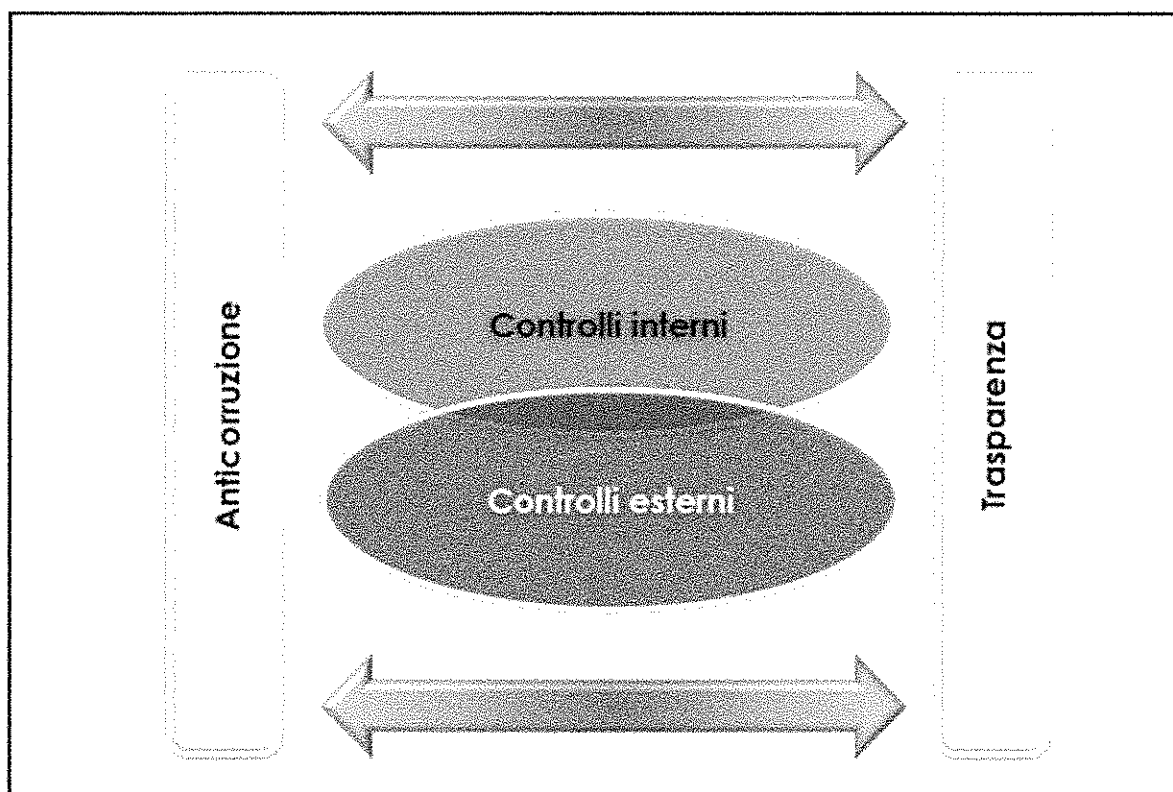 Anticorruzione
Controlli interni
Controlli esterni
Trasparenza